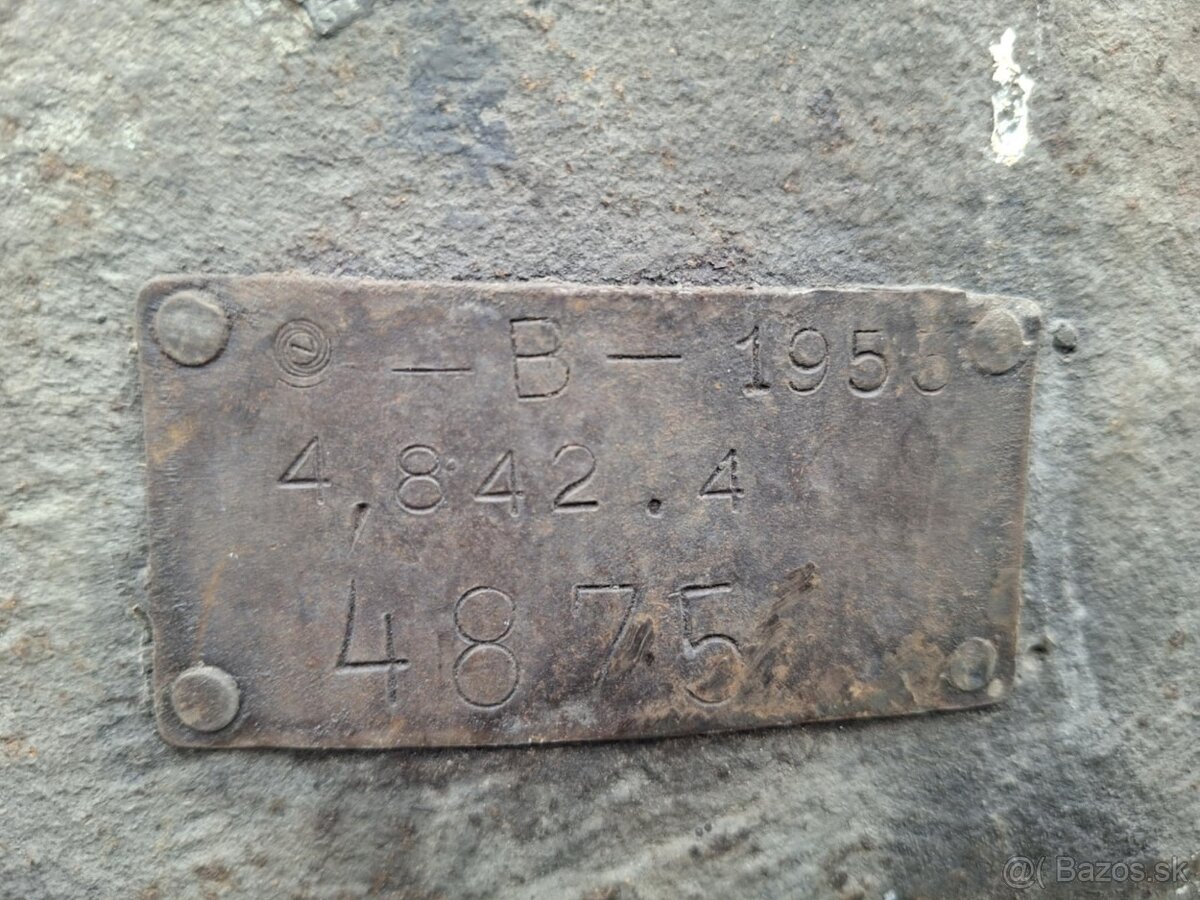 — B — 1955
4,842.4
4875
@( Bazos.sk